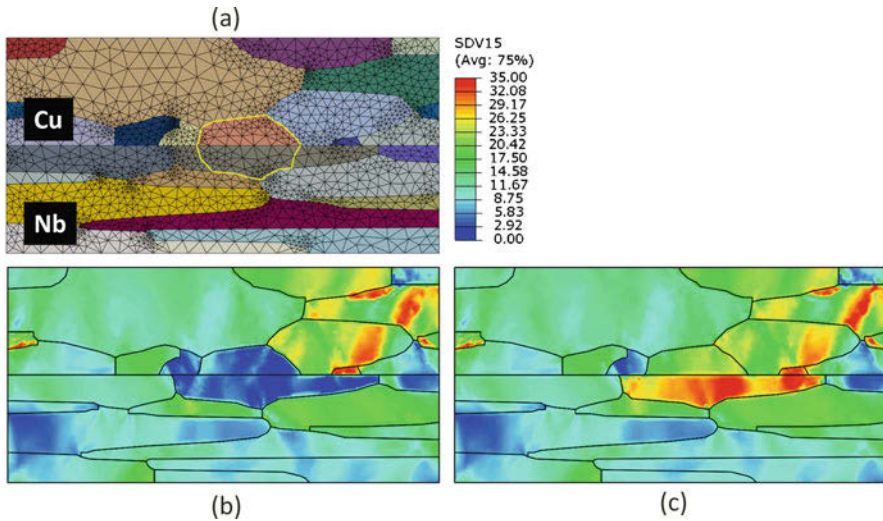 (a)
Cu
Nb
SDV15
(Avg: 75%)
35.00
32.08
29.17
26.25
23.33
20.42
17.50
14.58
11.67
8.75
5.83
2.92
0.00
(b)
(c)